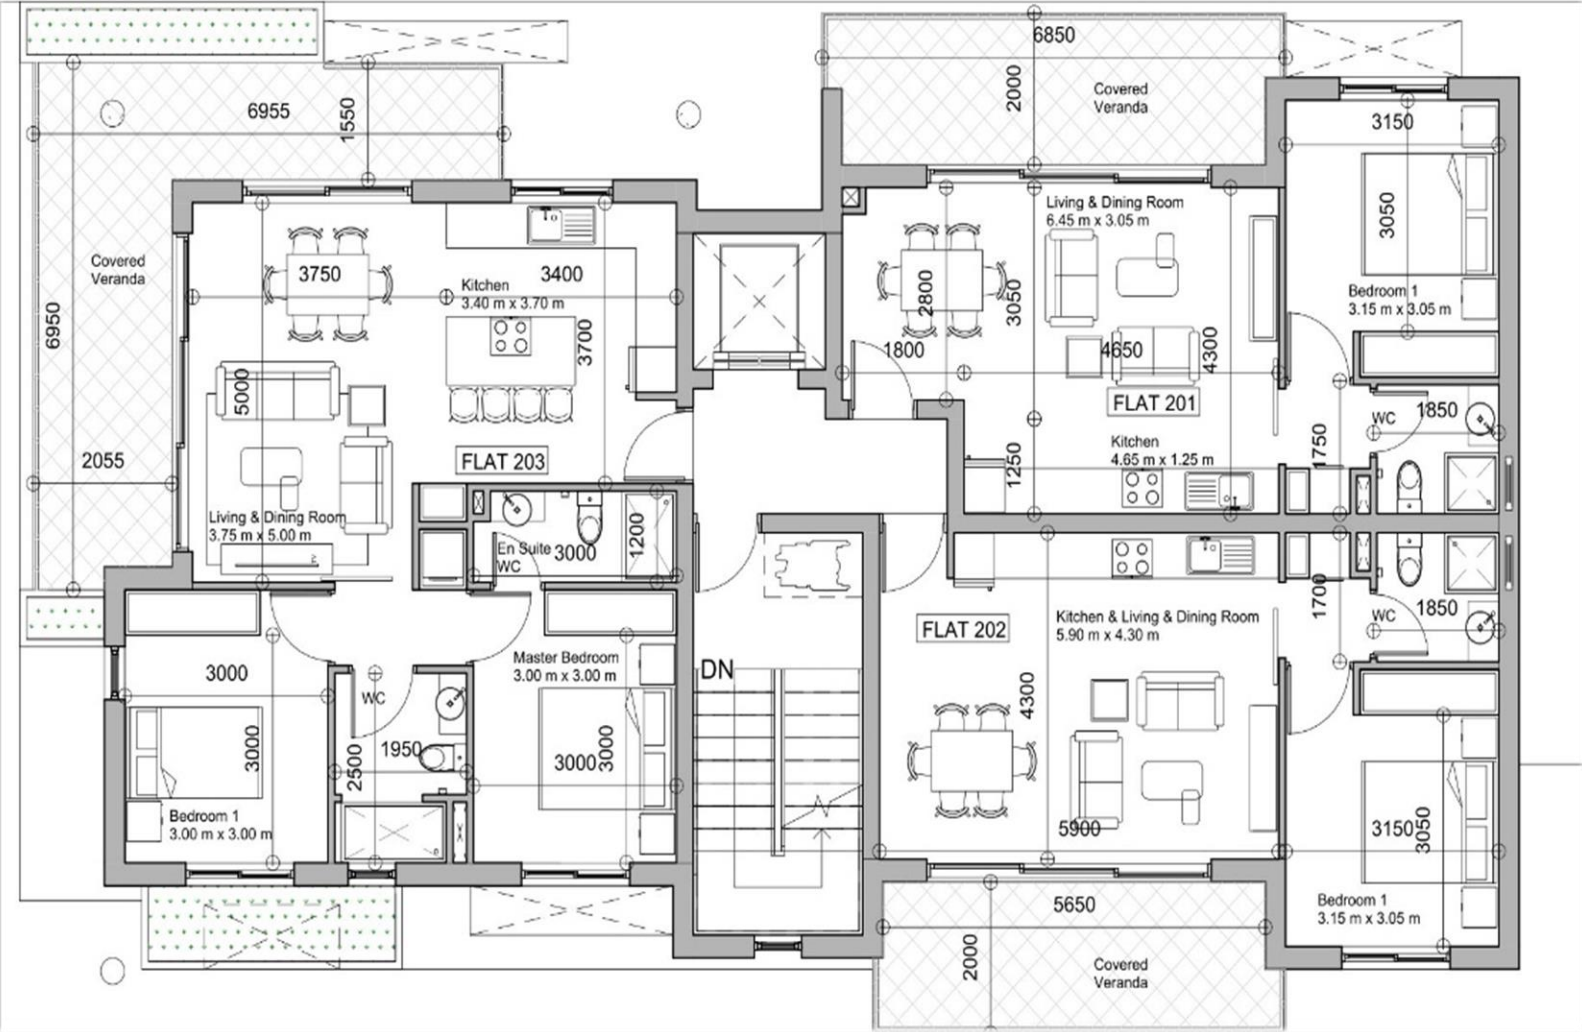 6955
1550
Covered
Veranda
6950
2055
3750
3400
Kitchen
3.40 m x 3.70 m
3700
5000
FLAT 203
Living & Dining Room
3.75 m x 5.00 m
En Suite
WC
3000
1200
3000
3000
Bedroom 1
3.00 m x 3.00 m
WC
1950
2500
Master Bedroom
3.00 m x 3.00 m
3000
3000
DN
6850
2000
Covered
Veranda
Living & Dining Room
6.45 m x 3.05 m
2800
3050
1800
4650
4300
FLAT 201
Kitchen
4.65 m x 1.25 m
1250
3150
3050
Bedroom 1
3.15 m x 3.05 m
WC
1850
1750
FLAT 202
Kitchen & Living & Dining Room
5.90 m x 4.30 m
4300
5900
1700
WC
1850
3150
3050
Bedroom 1
3.15 m x 3.05 m
5650
2000
Covered
Veranda